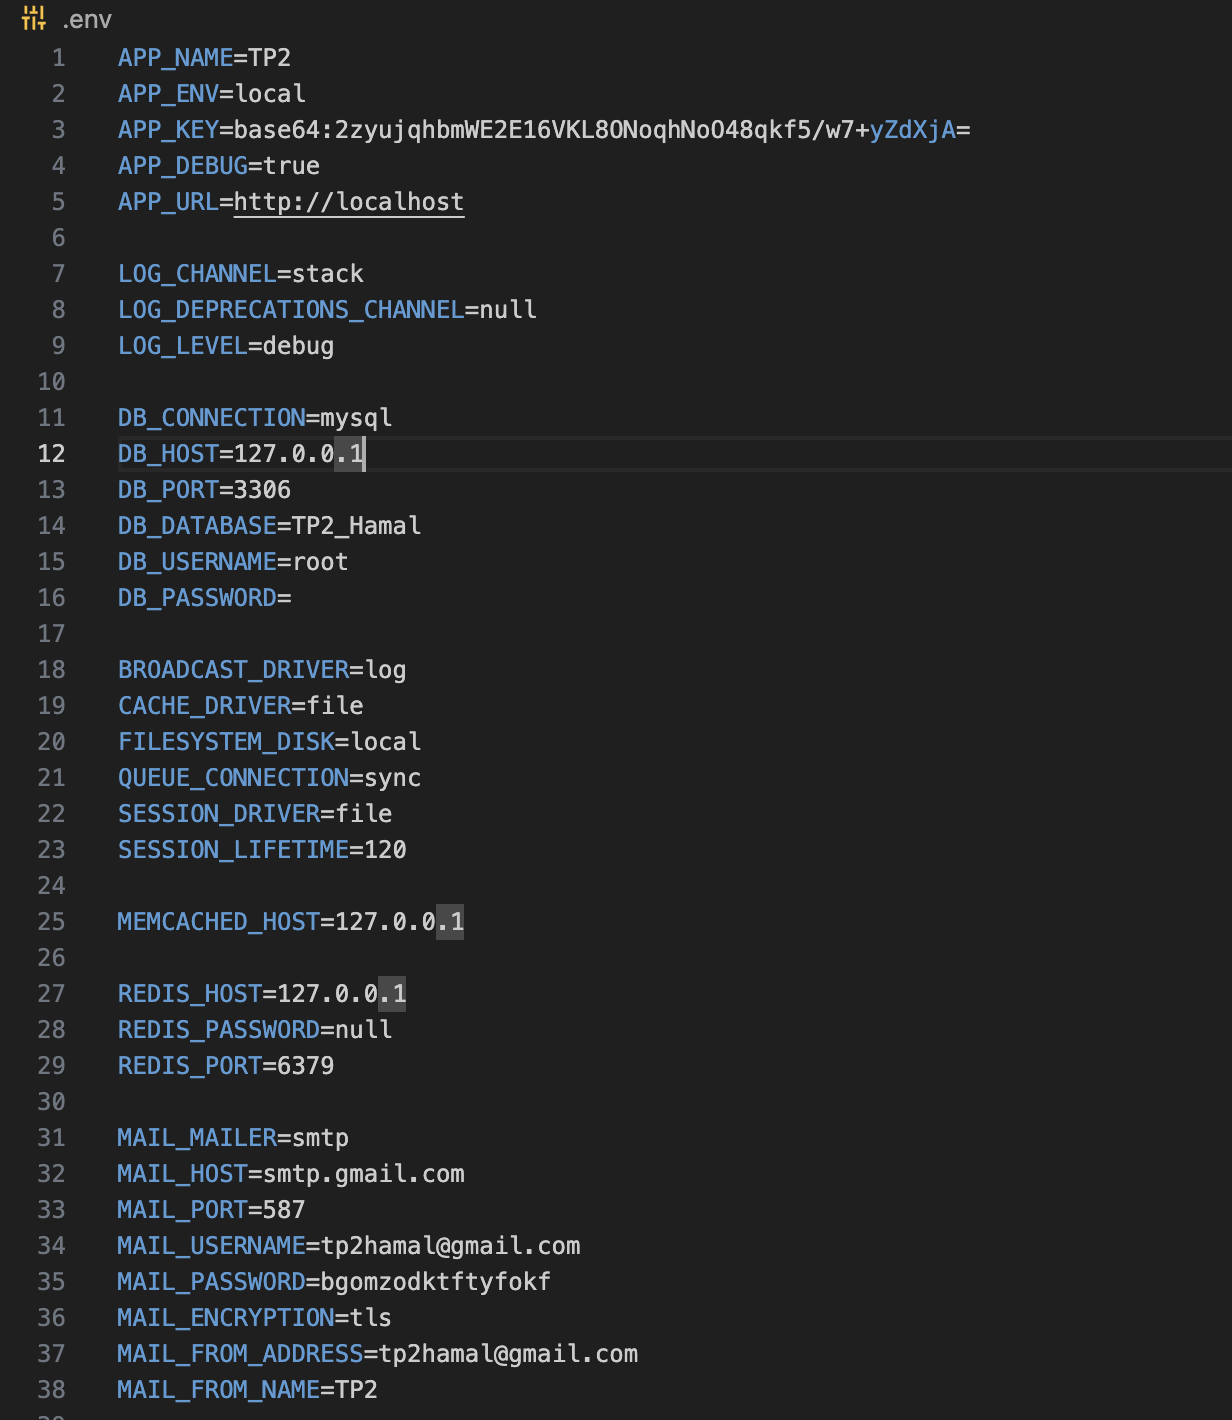 .env
1 APP_NAME=TP2
2 APP_ENV=local
3 APP_KEY=base64:2zyujqhbmWE2E16VKL8ONoqhNoO48qkf5/w7+yZdXjA=
4 APP_DEBUG=true
5 APP_URL=http://localhost
6
7 LOG_CHANNEL=stack
8 LOG_DEPRECATIONS_CHANNEL=null
9 LOG_LEVEL=debug
10
11 DB_CONNECTION=mysql
12 DB_HOST=127.0.0.1
13 DB_PORT=3306
14 DB_DATABASE=TP2_Hamal
15 DB_USERNAME=root
16 DB_PASSWORD=
17
18 BROADCAST_DRIVER=log
19 CACHE_DRIVER=file
20 FILESYSTEM_DISK=local
21 QUEUE_CONNECTION=sync
22 SESSION_DRIVER=file
23 SESSION_LIFETIME=120
24
25 MEMCACHED_HOST=127.0.0.1
26
27 REDIS_HOST=127.0.0.1
28 REDIS_PASSWORD=null
29 REDIS_PORT=6379
30
31 MAIL_MAILER=smtp
32 MAIL_HOST=smtp.gmail.com
33 MAIL_PORT=587
34 MAIL_USERNAME=tp2hamal@gmail.com
35 MAIL_PASSWORD=bgomzodktftyfokf
36 MAIL_ENCRYPTION=tls
37 MAIL_FROM_ADDRESS=tp2hamal@gmail.com
38 MAIL_FROM_NAME=TP2